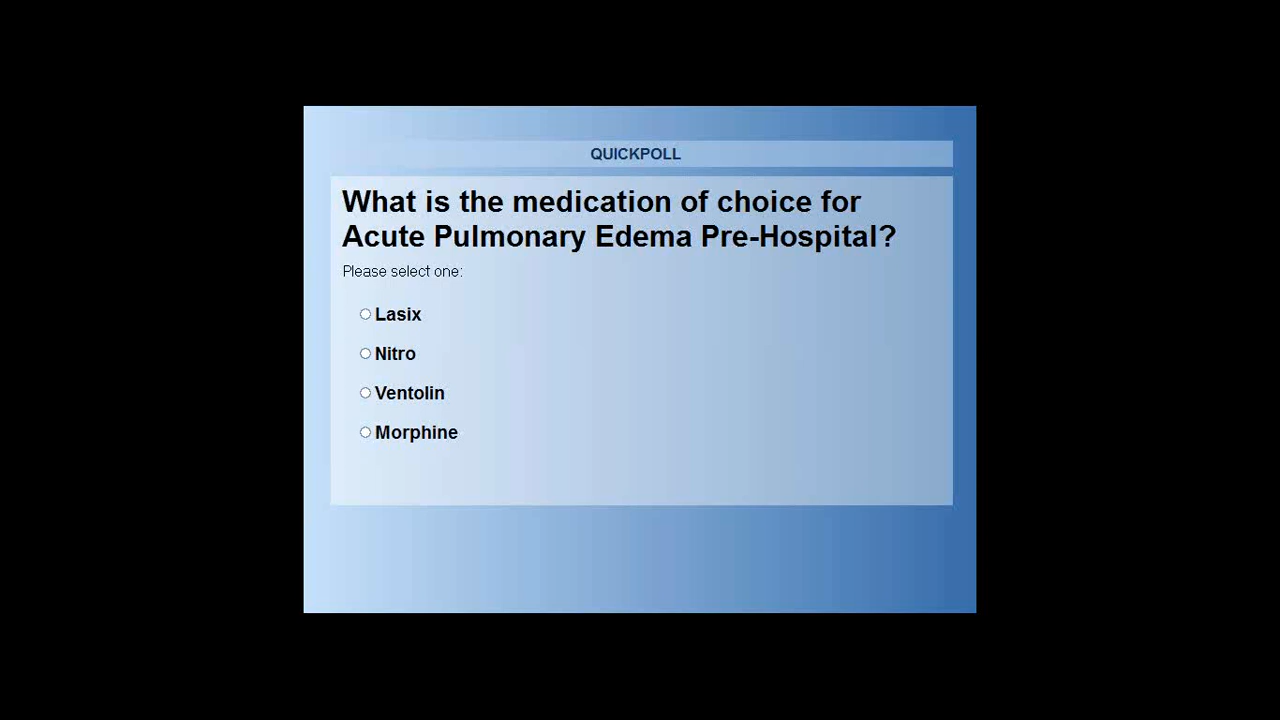 QUICKPOLL
What is the medication of choice for
Acute Pulmonary Edema Pre-Hospital?
Please select one:
Lasix
Nitro
Ventolin
Morphine